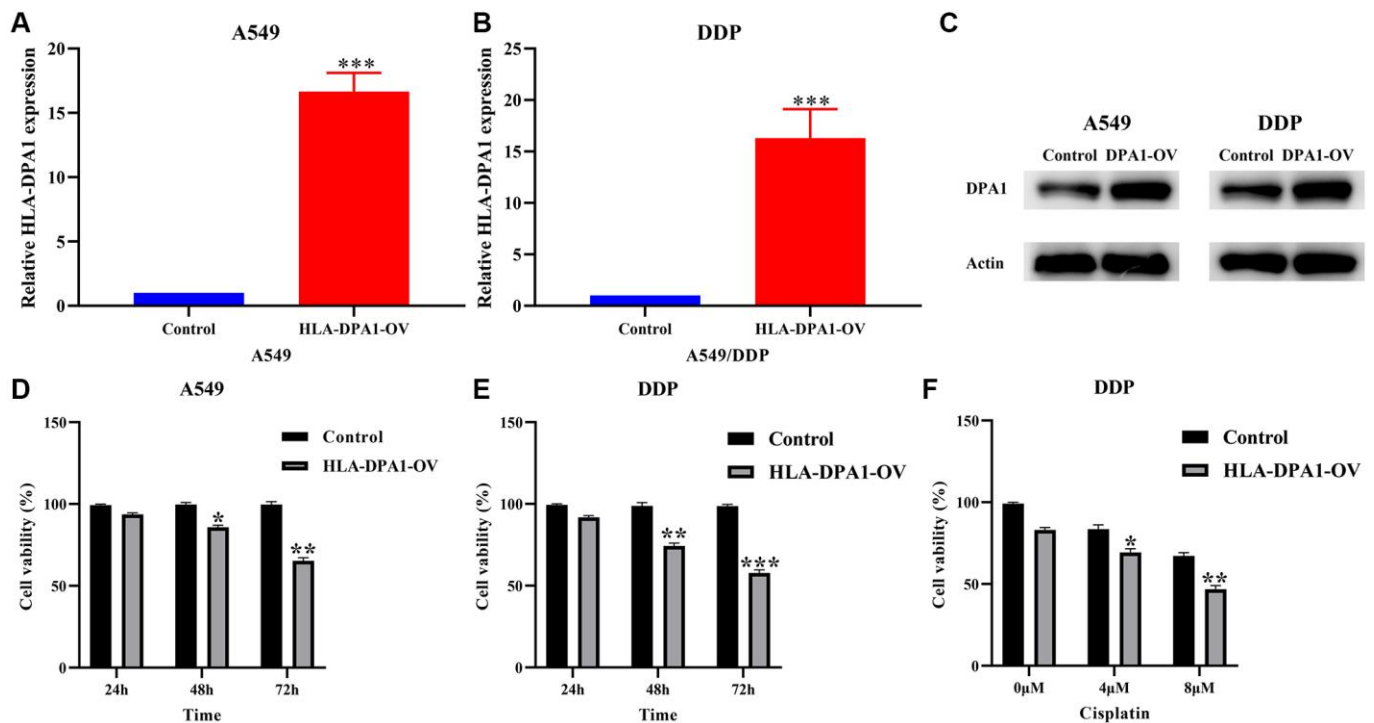 A
A549
Relative HLA-DPA1 expression
20
15
10
5
0
***
Control
HLA-DPA1-OV
A549
B
DDP
Relative HLA-DPA1 expression
25
20
15
10
5
0
***
Control
HLA-DPA1-OV
A549/DDP
C
A549
DDP
Control DPA1-OV
Control DPA1-OV
DPA1
Actin
D
A549
Cell vability (%)
150
100
50
0
Control
HLA-DPA1-OV
*
**
24h
48h
72h
Time
E
DDP
Cell vability (%)
150
100
50
0
Control
HLA-DPA1-OV
**
***
24h
48h
72h
Time
F
DDP
Cell vability (%)
150
100
50
0
Control
HLA-DPA1-OV
*
**
0μM
4μM
8μM
Cisplatin